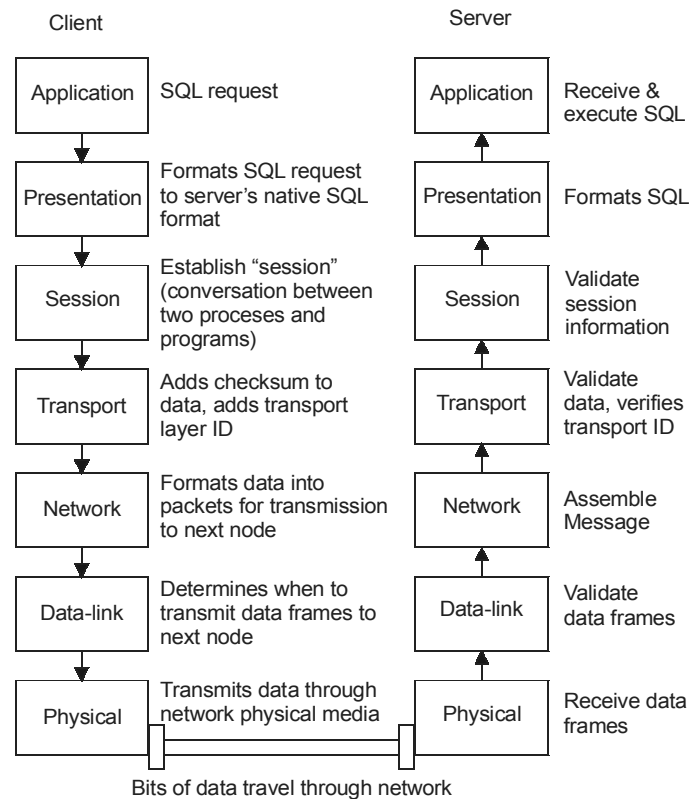 Client
Server
Application
SQL request
Application
Receive &
execute SQL
Presentation
Formats SQL request
to server's native SQL
format
Presentation
Formats SQL
Session
Establish “session”
(conversation between
two proceses and
programs)
Session
Validate
session
information
Transport
Adds checksum to
data, adds transport
layer ID
Transport
Validate
data, verifies
transport ID
Network
Formats data into
packets for transmission
to next node
Network
Assemble
Message
Data-link
Determines when to
transmit data frames to
next node
Data-link
Validate
data frames
Physical
Transmits data through
network physical media
Physical
Receive data
frames
Bits of data travel through network